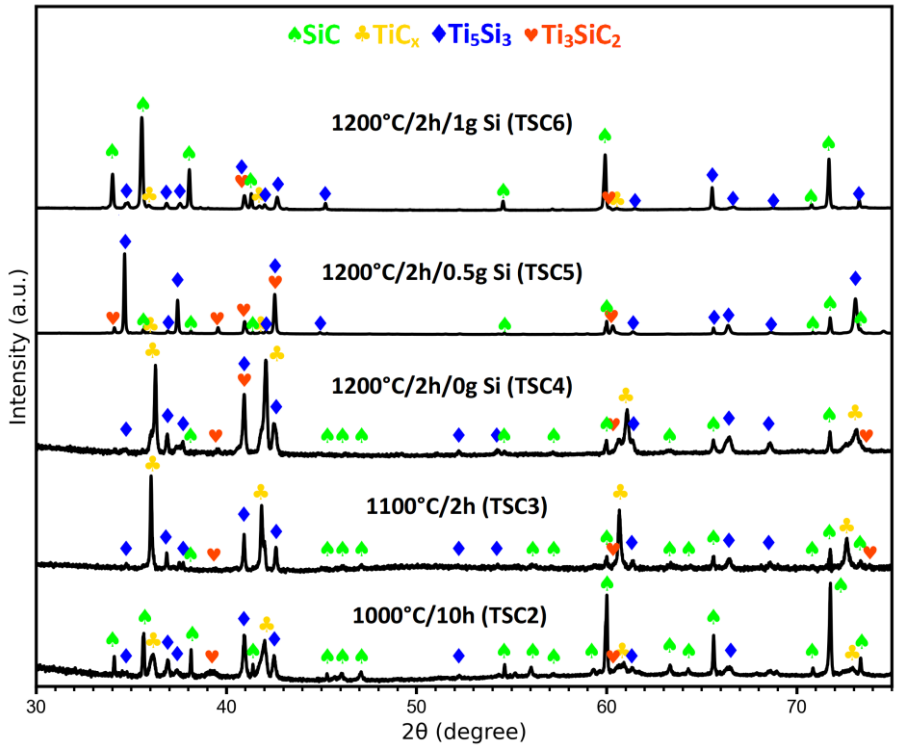 ♠SiC ♣TiCₓ ♦Ti₅Si₃ ♥Ti₃SiC₂
1200°C/2h/1g Si (TSC6)
1200°C/2h/0.5g Si (TSC5)
1200°C/2h/0g Si (TSC4)
1100°C/2h (TSC3)
1000°C/10h (TSC2)
Intensity (a.u.)
30 40 50 60 70
2θ (degree)